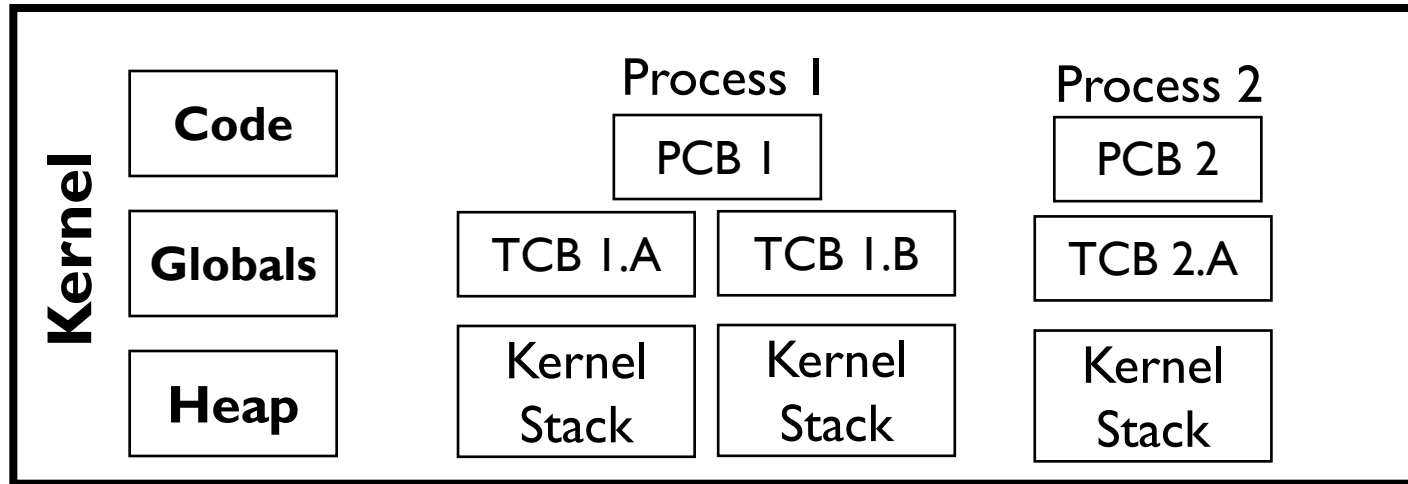 Kernel
Code
Globals
Heap
Process 1
PCB 1
TCB 1.A
TCB 1.B
Kernel
Stack
Kernel
Stack
Process 2
PCB 2
TCB 2.A
Kernel
Stack